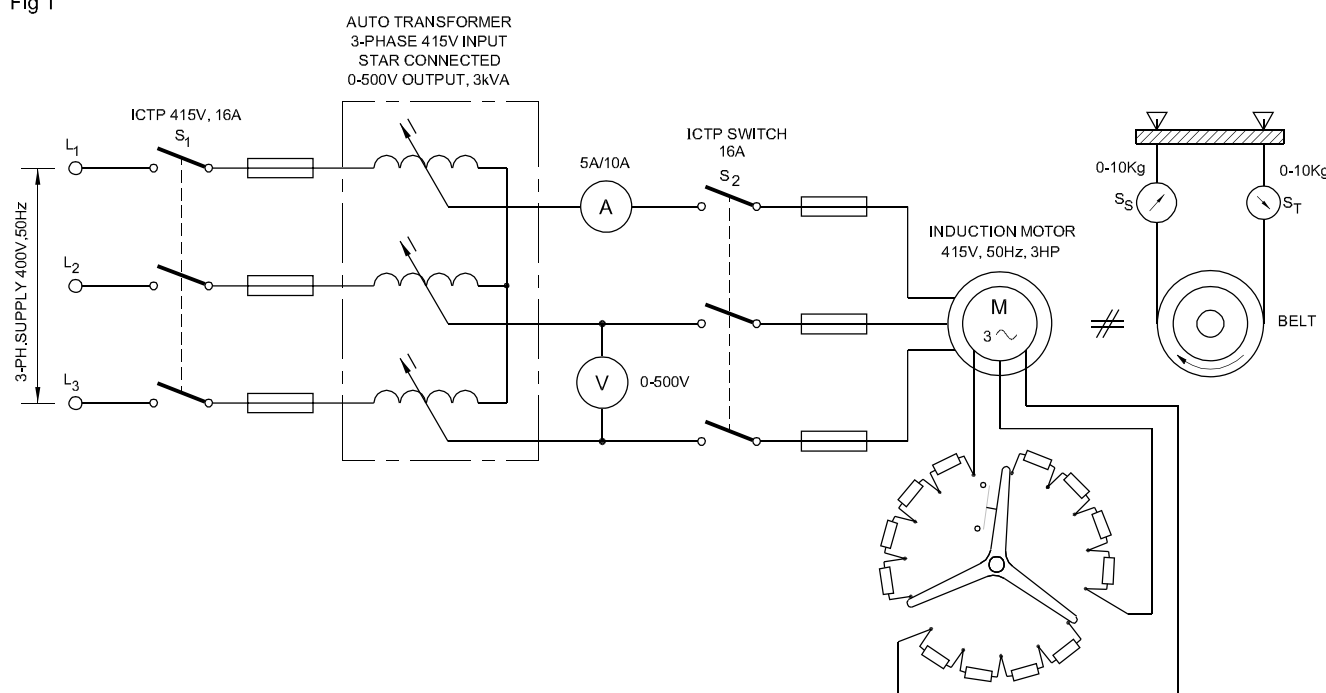 Fig 1
AUTO TRANSFORMER
3-PHASE 415V INPUT
STAR CONNECTED
0-500V OUTPUT, 3kVA
ICTP 415V, 16A
S1
L1
L2
L3
3-PH.SUPPLY 400V,50Hz
5A/10A
A
V
0-500V
ICTP SWITCH
16A
S2
INDUCTION MOTOR
415V, 50Hz, 3HP
M
3
0-10Kg
SS
0-10Kg
ST
BELT